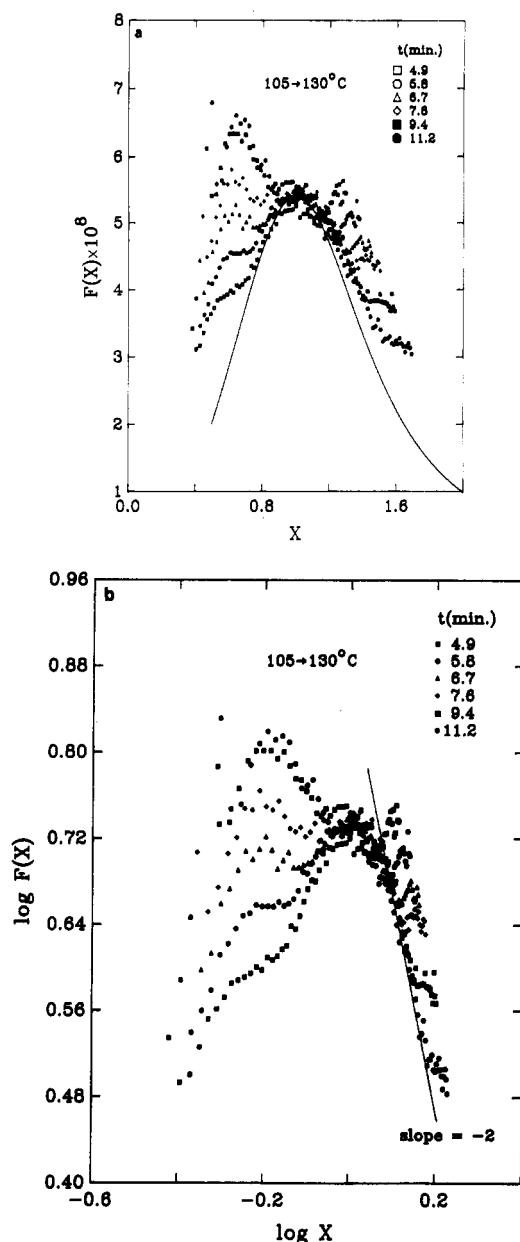 a
8
7
6
5
4
3
2
1
F(X)×10⁸
t(min.)
105→130°C
□ 4.9
○ 5.8
△ 6.7
◇ 7.6
■ 9.4
● 11.2
0.0 0.8 1.6
X
b
0.96
0.88
0.80
0.72
0.64
0.56
0.48
0.40
log F(X)
t(min.)
105→130°C
■ 4.9
● 5.8
▲ 6.7
◆ 7.6
■ 9.4
● 11.2
slope = -2
-0.6 -0.2 0.2
log X